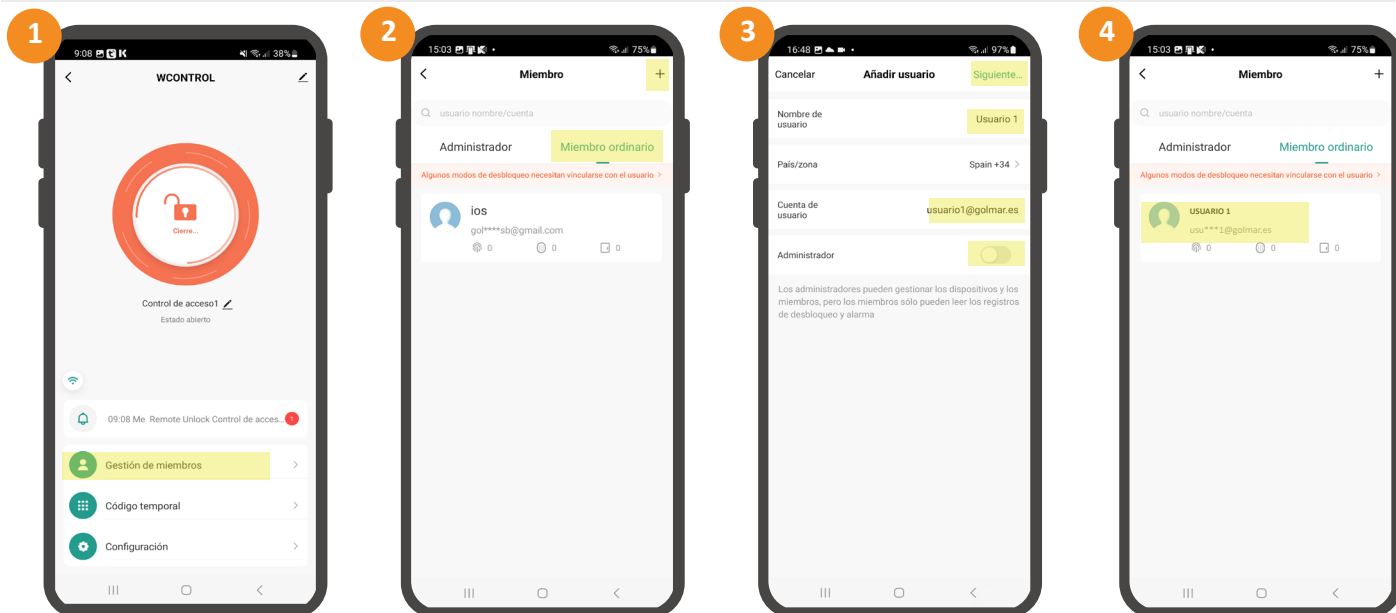 1
9:08
38%
WCONTROL
Cierre...
Control de acceso1
Estado abierto
09:08 Me Remote Unlock Control de acces...
1
Gestión de miembros
Código temporal
Configuración
2
15:03
75%
Miembro
+
usuario nombre/cuenta
Administrador
Miembro ordinario
Algunos modos de desbloqueo necesitan vincularse con el usuario >
ios
gol****sb@gmail.com
0 0 0
3
16:48
97%
Cancelar
Añadir usuario
Siguiente...
Nombre de
usuario
Usuario 1
País/zona
Spain +34 >
Cuenta de
usuario
usuario1@golmar.es
Administrador
Los administradores pueden gestionar los dispositivos y los
miembros, pero los miembros sólo pueden leer los registros
de desbloqueo y alarma
4
15:03
75%
Miembro
+
usuario nombre/cuenta
Administrador
Miembro ordinario
Algunos modos de desbloqueo necesitan vincularse con el usuario >
USUARIO 1
usu***1@golmar.es
0 0 0